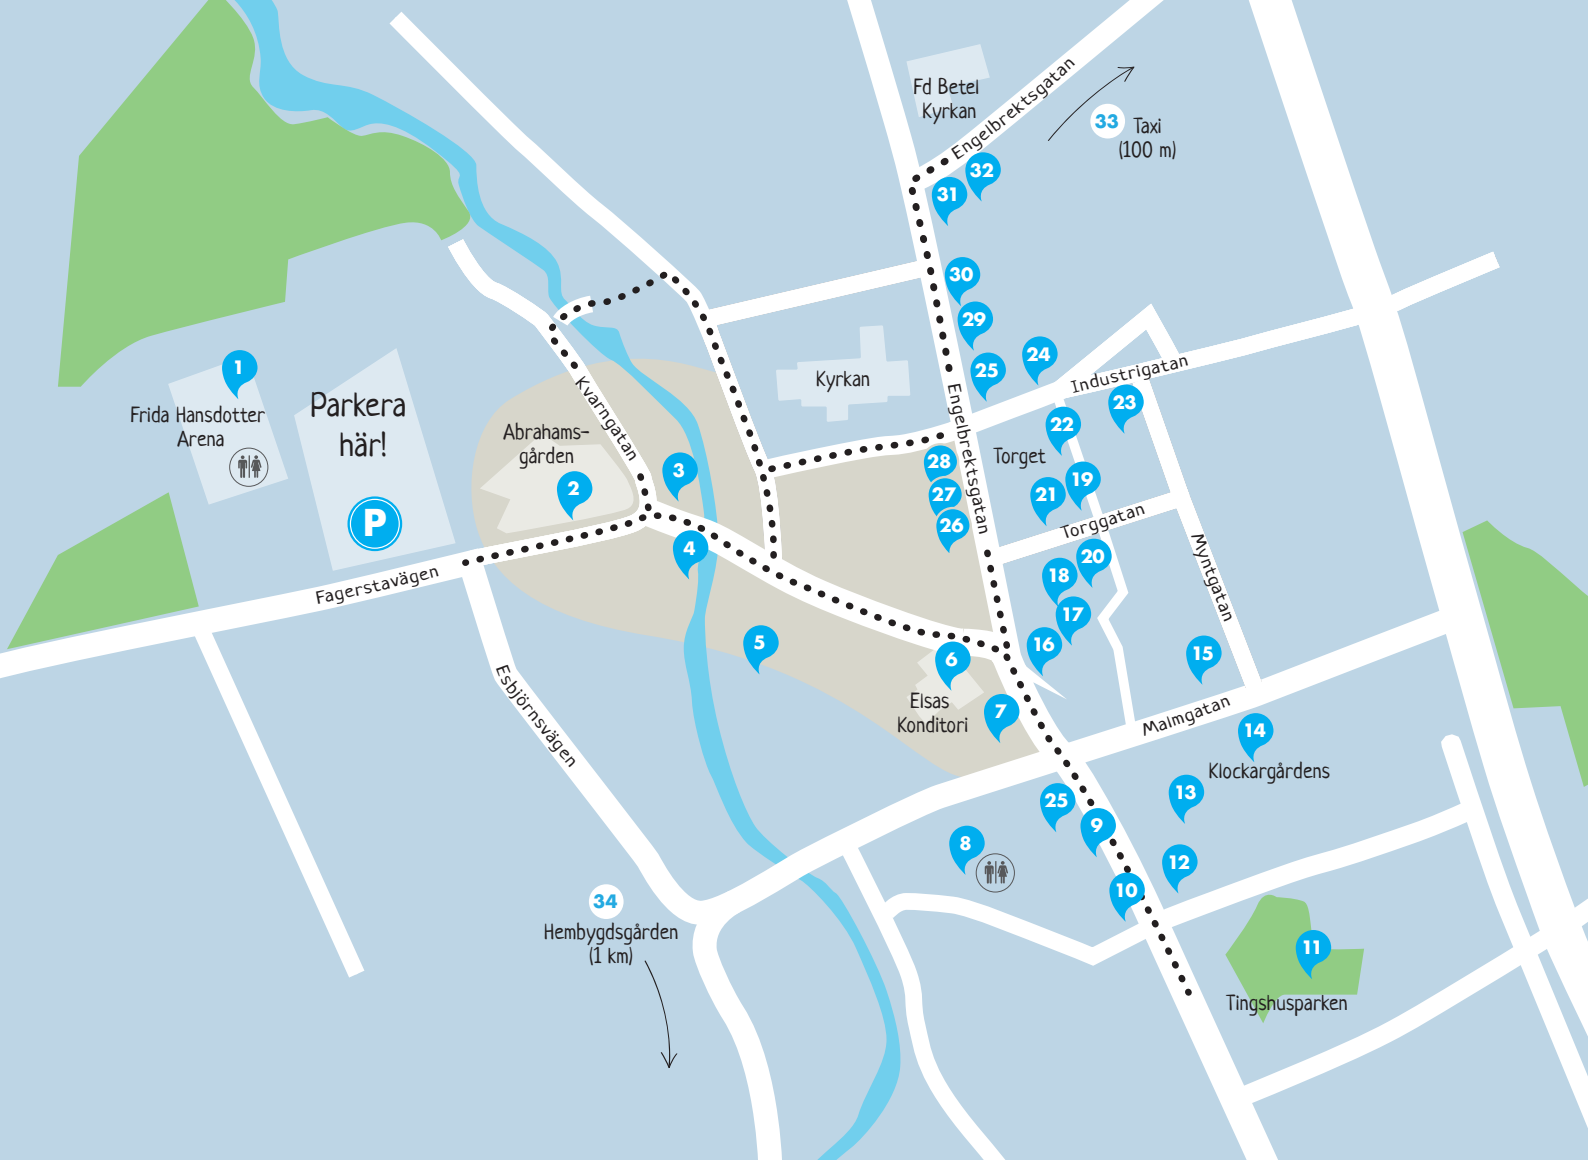 Fd Betel
Kyrkan
Engelbrektsgatan
33
Taxi
(100 m)
32
31
30
29
24
25
Industrigatan
23
22
Kyrkan
Engelbrektsgatan
Torget
28
27
26
19
21
Torggatan
20
18
17
16
Myntgatan
15
1
Frida Hansdotter
Arena
Parkera
här!
P
Kvarngatan
Abrahams-
gården
2
3
4
Fagerstavägen
5
6
Elsas
Konditori
7
Esbjörnsvägen
Malmgatan
14
Klockargårdens
13
25
9
8
12
10
11
Tingshusparken
34
Hembygdsgården
(1 km)